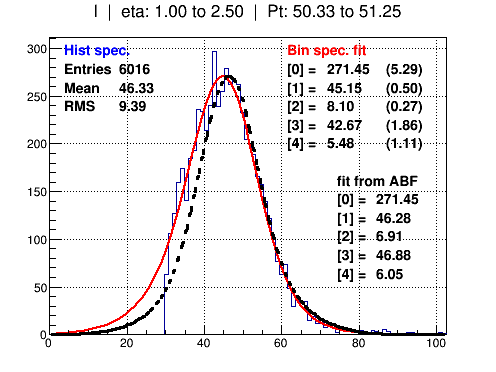 I | eta: 1.00 to 2.50 | Pt: 50.33 to 51.25
Hist spec.
Entries 6016
Mean 46.33
RMS 9.39
Bin spec. fit
[0] = 271.45 (5.29)
[1] = 45.15 (0.50)
[2] = 8.10 (0.27)
[3] = 42.67 (1.86)
[4] = 5.48 (1.11)
fit from ABF
[0] = 271.45
[1] = 46.28
[2] = 6.91
[3] = 46.88
[4] = 6.05
300
250
200
150
100
50
0
0 20 40 60 80 100